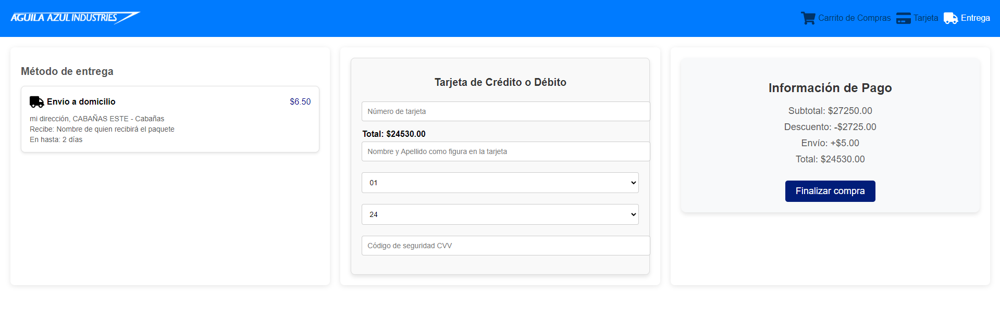 AGUILA AZUL INDUSTRIES
Carrito de Compras
Tarjeta
Entrega
Método de entrega
Envío a domicilio
$6.50
mi dirección, CABAÑAS ESTE - Cabañas
Recibe: Nombre de quien recibirá el paquete
En hasta: 2 días
Tarjeta de Crédito o Débito
Número de tarjeta
Total: $24530.00
Nombre y Apellido como figura en la tarjeta
01
24
Código de seguridad CVV
Información de Pago
Subtotal: $27250.00
Descuento: -$2725.00
Envío: +$5.00
Total: $24530.00
Finalizar compra